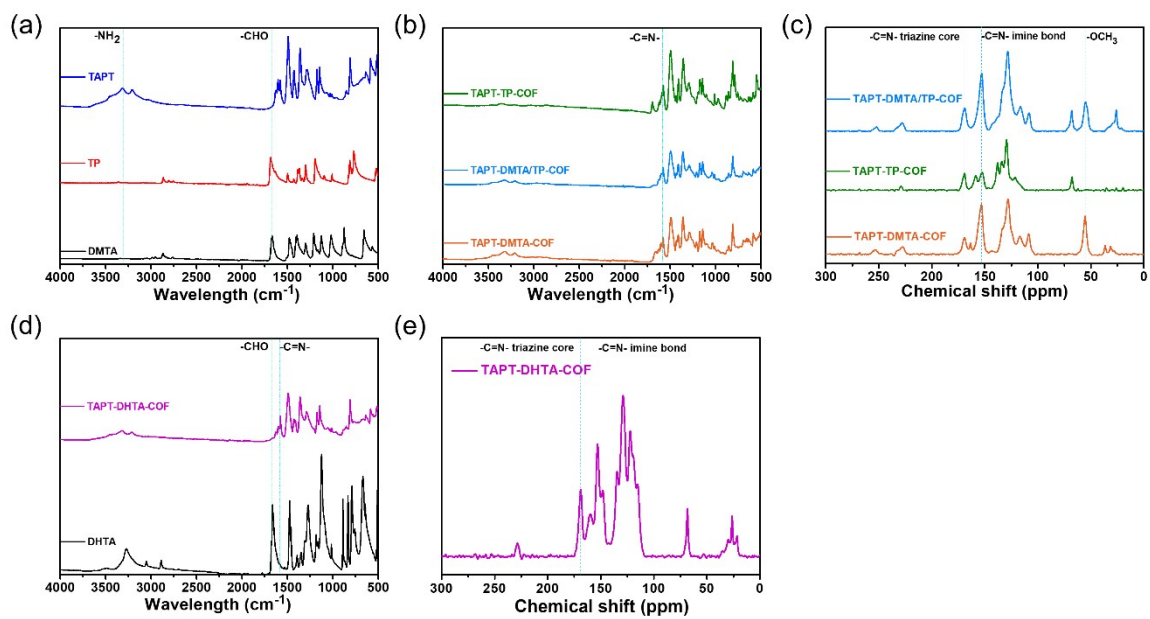 (a)
-NH2
-CHO
TAPT
TP
DMTA
4000 3500 3000 2500 2000 1500 1000 500
Wavelength (cm-1)
(b)
-C=N-
TAPT-TP-COF
TAPT-DMTA/TP-COF
TAPT-DMTA-COF
4000 3500 3000 2500 2000 1500 1000 500
Wavelength (cm-1)
(c)
-C=N- triazine core
-C=N- imine bond
-OCH3
TAPT-DMTA/TP-COF
TAPT-TP-COF
TAPT-DMTA-COF
300 250 200 150 100 50 0
Chemical shift (ppm)
(d)
-CHO
-C=N-
TAPT-DHTA-COF
DHTA
4000 3500 3000 2500 2000 1500 1000 500
Wavelength (cm-1)
(e)
-C=N- triazine core
-C=N- imine bond
TAPT-DHTA-COF
300 250 200 150 100 50 0
Chemical shift (ppm)